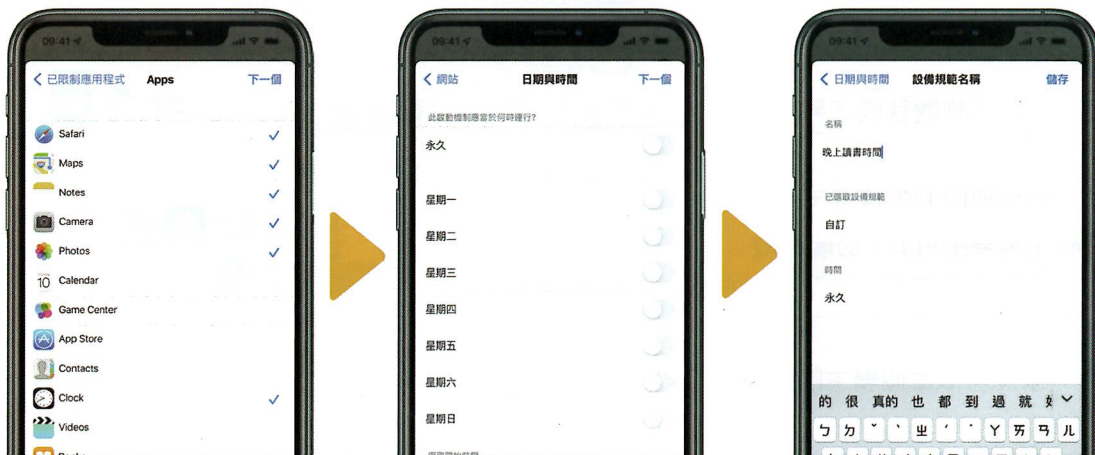 09:41
已限制應用程式 Apps 下一個
Safari
Maps
Notes
Camera
Photos
10 Calendar
Game Center
App Store
Contacts
Clock
Videos
09:41
網站 日期與時間 下一個
此啟動機制應當於何時運行?
永久
星期一
星期二
星期三
星期四
星期五
星期六
星期日
09:41
日期與時間 設備規範名稱 儲存
名稱
晚上讀書時間
已選取設備規範
自訂
時間
永久
的 很 真的 也 都 到 過 就
ㄅ ㄉ ˇ ˋ ㄓ ˊ ˙ ㄚ ㄞ ㄢ ㄦ